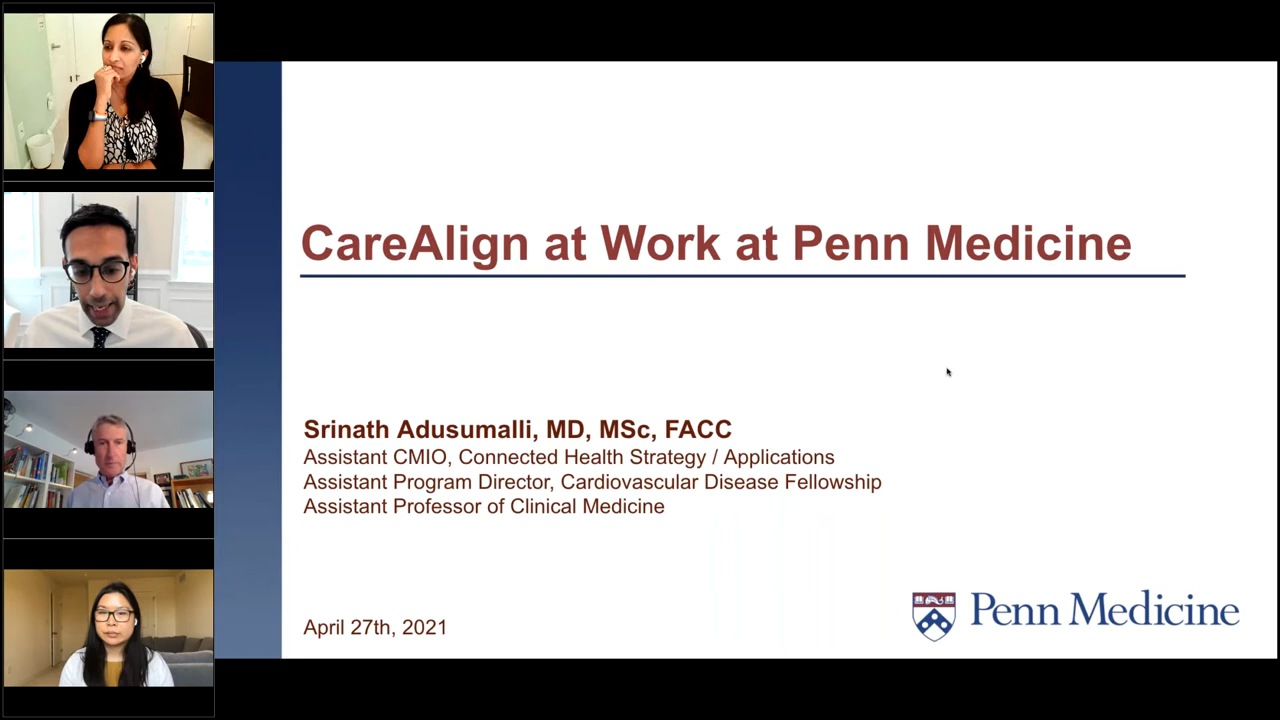 CareAlign at Work at Penn Medicine
Srinath Adusumalli, MD, MSc, FACC
Assistant CMIO, Connected Health Strategy / Applications
Assistant Program Director, Cardiovascular Disease Fellowship
Assistant Professor of Clinical Medicine
April 27th, 2021
Penn Medicine